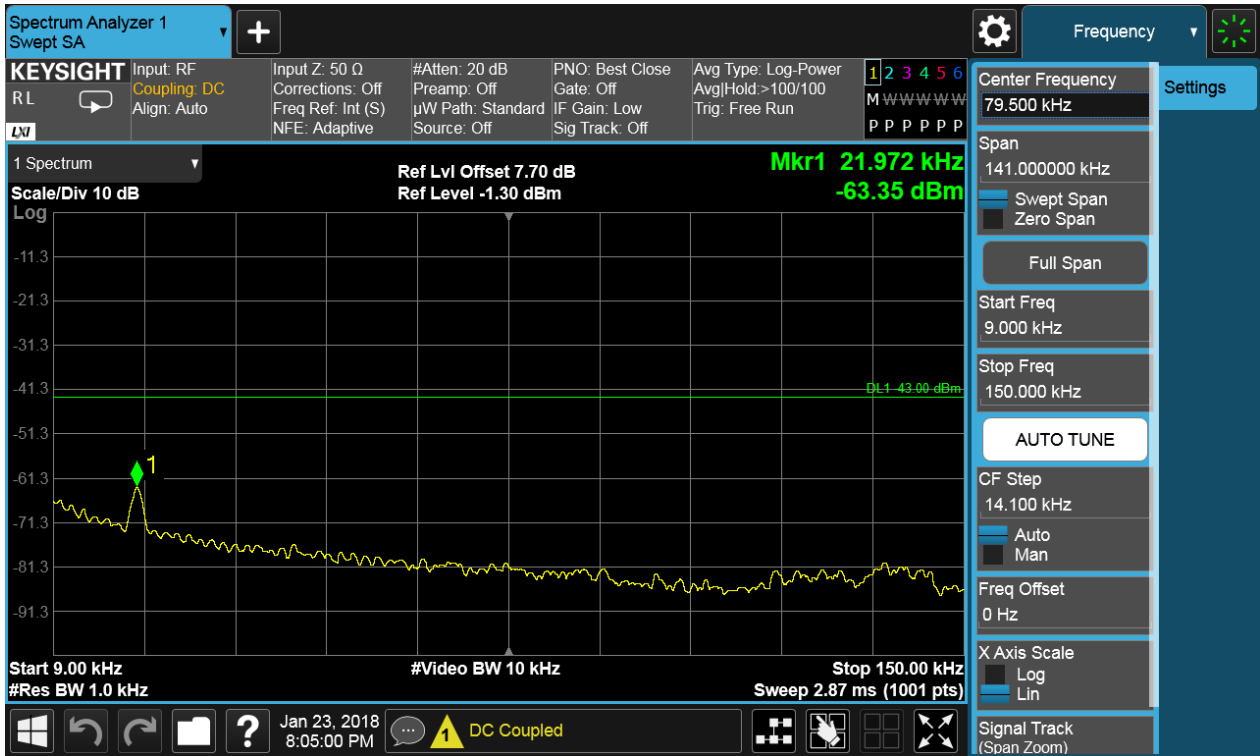 Spectrum Analyzer 1
Swept SA
Frequency
KEYSIGHT
R L
LXI
Input: RF
Coupling: DC
Align: Auto
Input Z: 50 Ω
Corrections: Off
Freq Ref: Int (S)
NFE: Adaptive
#Atten: 20 dB
Preamp: Off
µW Path: Standard
Source: Off
PNO: Best Close
Gate: Off
IF Gain: Low
Sig Track: Off
Avg Type: Log-Power
Avg|Hold:>100/100
Trig: Free Run
1 2 3 4 5 6
M W W W W W
P P P P P P
1 Spectrum
Scale/Div 10 dB
Log
Ref Lvl Offset 7.70 dB
Ref Level -1.30 dBm
Mkr1 21.972 kHz
-63.35 dBm
-11.3
-21.3
-31.3
-41.3
DL1 -43.00 dBm
-51.3
1
-61.3
-71.3
-81.3
-91.3
Start 9.00 kHz
#Res BW 1.0 kHz
#Video BW 10 kHz
Stop 150.00 kHz
Sweep 2.87 ms (1001 pts)
Center Frequency
79.500 kHz
Settings
Span
141.000000 kHz
Swept Span
Zero Span
Full Span
Start Freq
9.000 kHz
Stop Freq
150.000 kHz
AUTO TUNE
CF Step
14.100 kHz
Auto
Man
Freq Offset
0 Hz
X Axis Scale
Log
Lin
Signal Track
(Span Zoom)
?
Jan 23, 2018
8:05:00 PM
1
DC Coupled